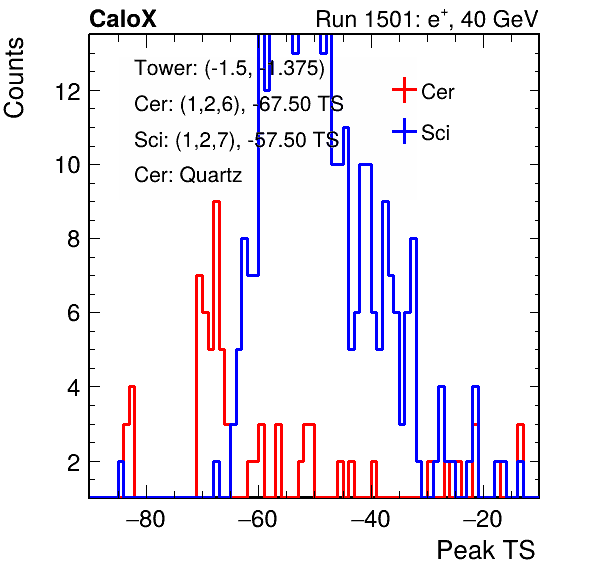 CaloX Run 1501: e⁺, 40 GeV
Counts
Tower: (-1.5, -1.375)
Cer: (1,2,6), -67.50 TS
Sci: (1,2,7), -57.50 TS
Cer: Quartz
Cer
Sci
12
10
8
6
4
2
−80 −60 −40 −20
Peak TS